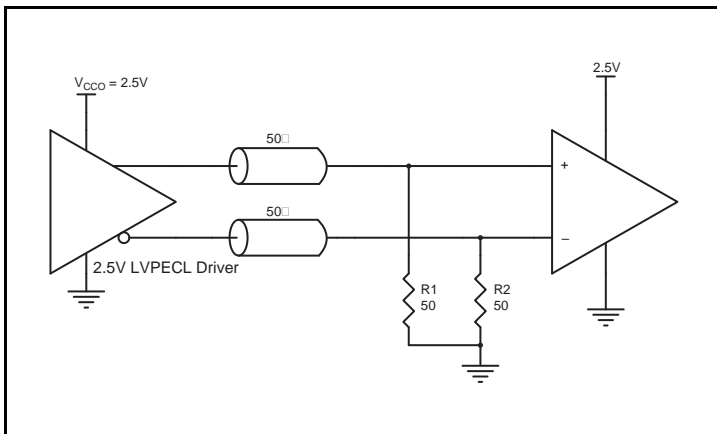 V_CCO = 2.5V
2.5V
50□
50□
+
–
2.5V LVPECL Driver
R1
50
R2
50